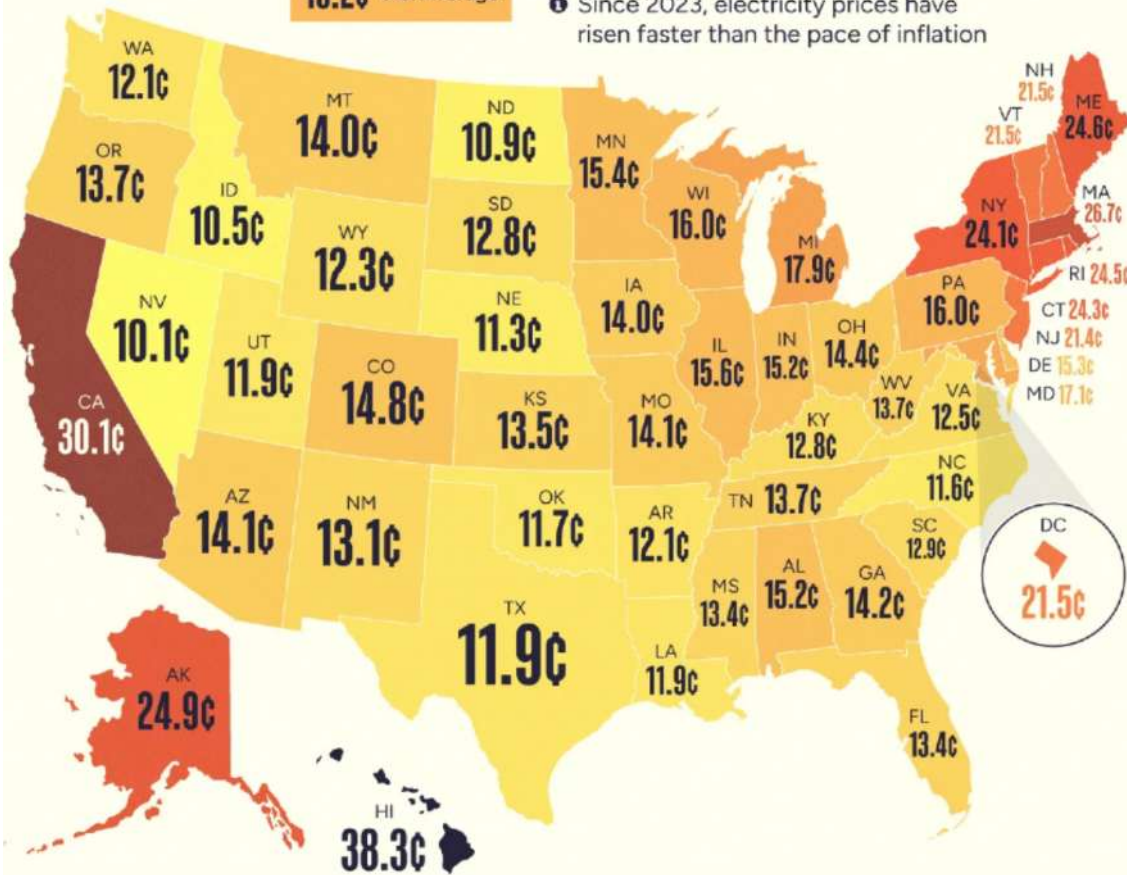 Since 2023, electricity prices have
risen faster than the pace of inflation
WA
12.1¢
OR
13.7¢
CA
30.1¢
ID
10.5¢
NV
10.1¢
MT
14.0¢
WY
12.3¢
UT
11.9¢
AZ
14.1¢
CO
14.8¢
NM
13.1¢
ND
10.9¢
SD
12.8¢
NE
11.3¢
KS
13.5¢
OK
11.7¢
TX
11.9¢
MN
15.4¢
IA
14.0¢
MO
14.1¢
AR
12.1¢
LA
11.9¢
WI
16.0¢
IL
15.6¢
MI
17.9¢
IN
15.2¢
OH
14.4¢
KY
12.8¢
TN 13.7¢
MS
13.4¢
AL
15.2¢
GA
14.2¢
FL
13.4¢
SC
12.9¢
NC
11.6¢
VA
12.5¢
WV
13.7¢
PA
16.0¢
NY
24.1¢
VT
21.5¢
NH
21.5¢
ME
24.6¢
MA
26.7¢
RI 24.5¢
CT 24.3¢
NJ 21.4¢
DE 15.3¢
MD 17.1¢
DC
21.5¢
AK
24.9¢
HI
38.3¢